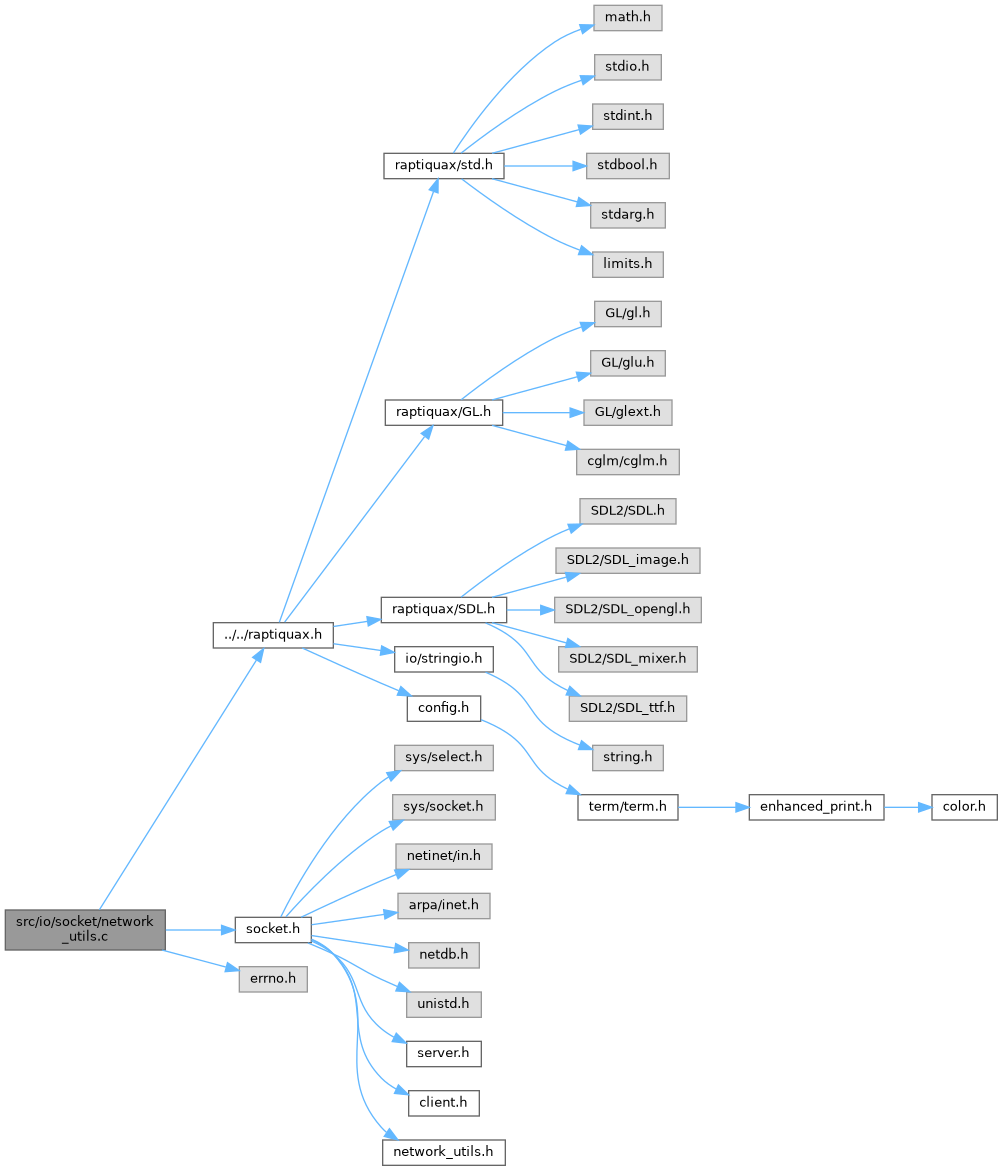 math.h
stdio.h
stdint.h
raptiquax/std.h
stdbool.h
stdarg.h
limits.h
GL/gl.h
GL/glu.h
raptiquax/GL.h
GL/glext.h
cglm/cglm.h
SDL2/SDL.h
SDL2/SDL_image.h
raptiquax/SDL.h
SDL2/SDL_opengl.h
../../raptiquax.h
io/stringio.h
SDL2/SDL_mixer.h
config.h
SDL2/SDL_ttf.h
sys/select.h
string.h
sys/socket.h
term/term.h
enhanced_print.h
color.h
netinet/in.h
arpa/inet.h
src/io/socket/network
_utils.c
socket.h
netdb.h
errno.h
unistd.h
server.h
client.h
network_utils.h